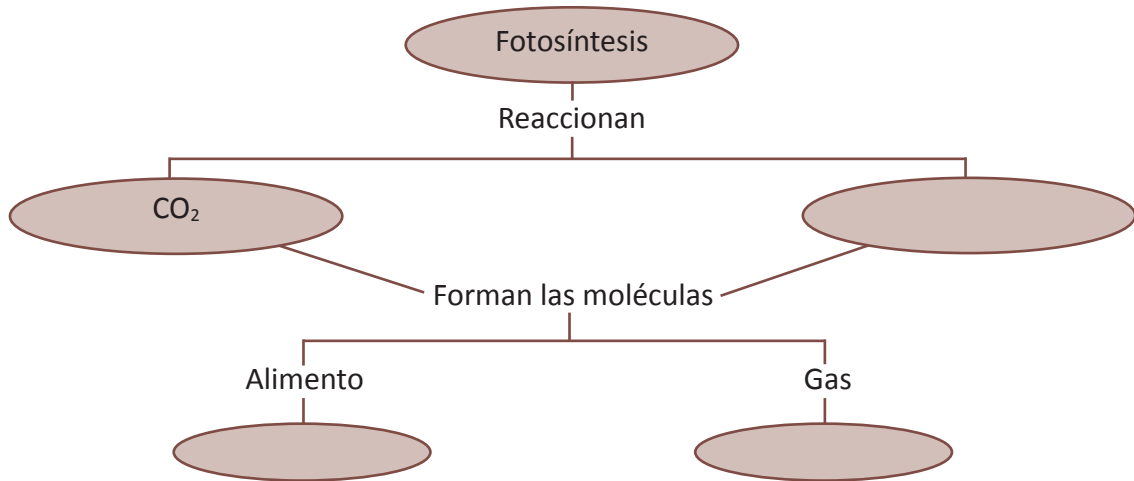 Fotosíntesis
Reaccionan
CO₂
Forman las moléculas
Alimento
Gas